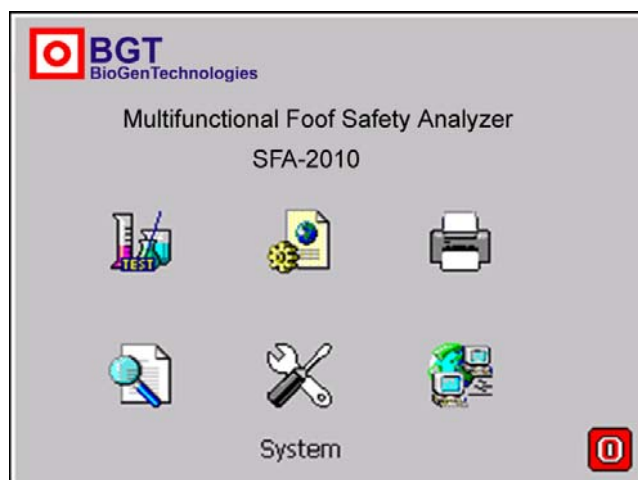 BGT
BioGenTechnologies
Multifunctional Foof Safety Analyzer
SFA-2010
TEST
System